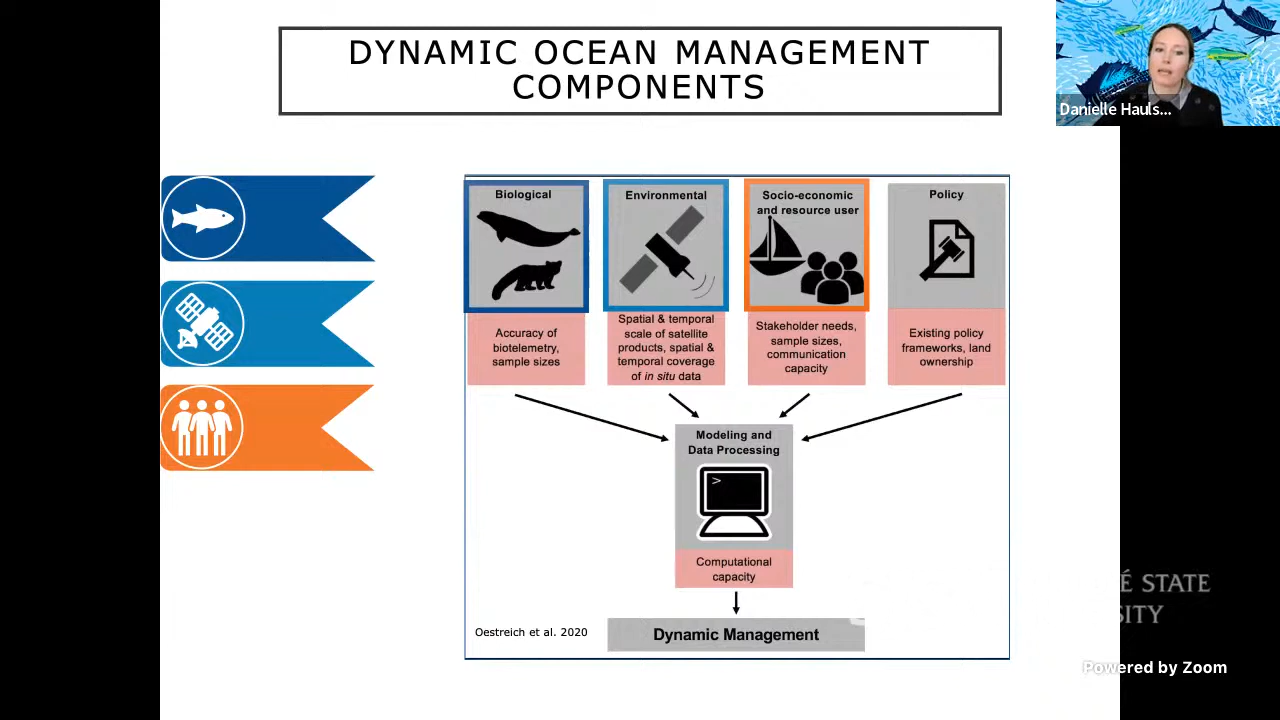 DYNAMIC OCEAN MANAGEMENT
COMPONENTS
Danielle Hauls...
Biological
Environmental
Socio-economic
and resource user
Policy
Accuracy of
biotelemetry,
sample sizes
Spatial & temporal
scale of satellite
products, spatial &
temporal coverage
of in situ data
Stakeholder needs,
sample sizes,
communication
capacity
Existing policy
frameworks, land
ownership
Modeling and
Data Processing
>
Computational
capacity
Oestreich et al. 2020
Dynamic Management
É STATE
SITY
Powered by Zoom